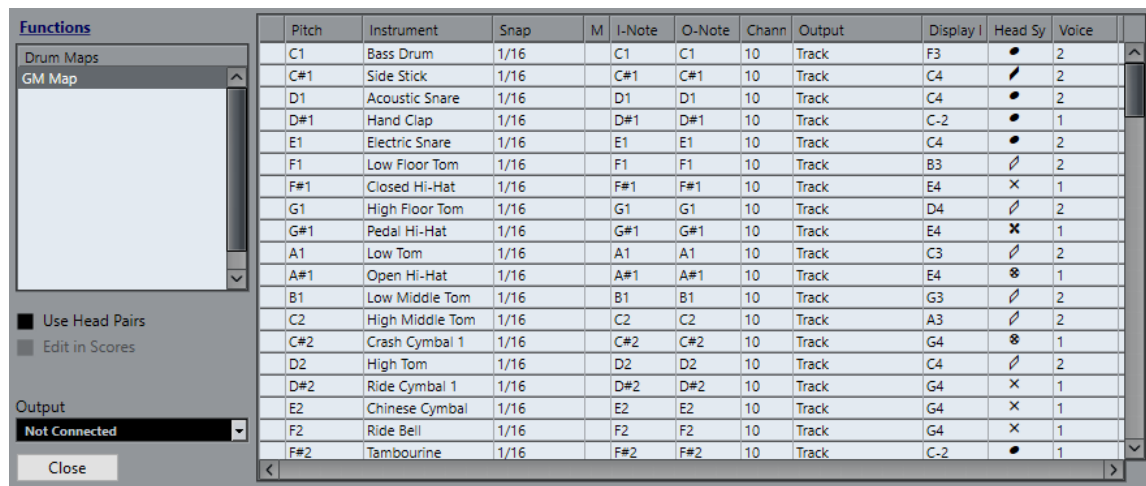 Functions
Drum Maps
GM Map
Use Head Pairs
Edit in Scores
Output
Not Connected
Close
Pitch Instrument Snap M I-Note O-Note Chann Output Display I Head Sy Voice
C1 Bass Drum 1/16 C1 C1 10 Track F3 2
C#1 Side Stick 1/16 C#1 C#1 10 Track C4 2
D1 Acoustic Snare 1/16 D1 D1 10 Track C4 2
D#1 Hand Clap 1/16 D#1 D#1 10 Track C-2 1
E1 Electric Snare 1/16 E1 E1 10 Track C4 2
F1 Low Floor Tom 1/16 F1 F1 10 Track B3 2
F#1 Closed Hi-Hat 1/16 F#1 F#1 10 Track E4 1
G1 High Floor Tom 1/16 G1 G1 10 Track D4 2
G#1 Pedal Hi-Hat 1/16 G#1 G#1 10 Track E4 1
A1 Low Tom 1/16 A1 A1 10 Track C3 2
A#1 Open Hi-Hat 1/16 A#1 A#1 10 Track E4 1
B1 Low Middle Tom 1/16 B1 B1 10 Track G3 2
C2 High Middle Tom 1/16 C2 C2 10 Track A3 2
C#2 Crash Cymbal 1 1/16 C#2 C#2 10 Track G4 1
D2 High Tom 1/16 D2 D2 10 Track C4 2
D#2 Ride Cymbal 1 1/16 D#2 D#2 10 Track G4 1
E2 Chinese Cymbal 1/16 E2 E2 10 Track G4 1
F2 Ride Bell 1/16 F2 F2 10 Track G4 1
F#2 Tambourine 1/16 F#2 F#2 10 Track C-2 1